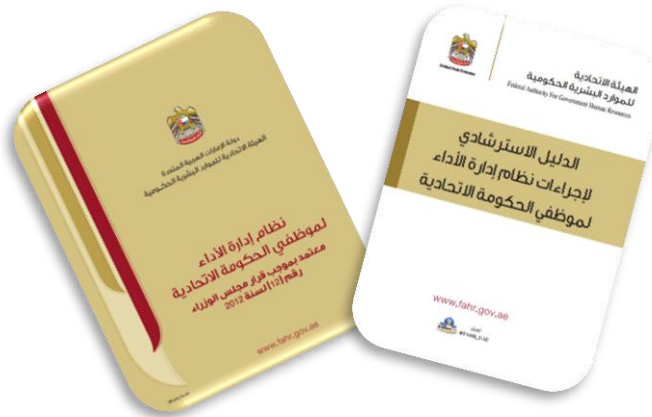 دولة الإمارات العربية المتحدة
الهيئة الاتحادية للموارد البشرية الحكومية
نظام إدارة الأداء
لموظفي الحكومة الاتحادية
معتمد بموجب قرار مجلس الوزراء
رقم (12) لسنة 2012
www.fahr.gov.ae
الهيئة الاتحادية
للموارد البشرية الحكومية
Federal Authority For Government Human Resources
الدليل الاسترشادي
لإجراءات نظام إدارة الأداء
لموظفي الحكومة الاتحادية
www.fahr.gov.ae